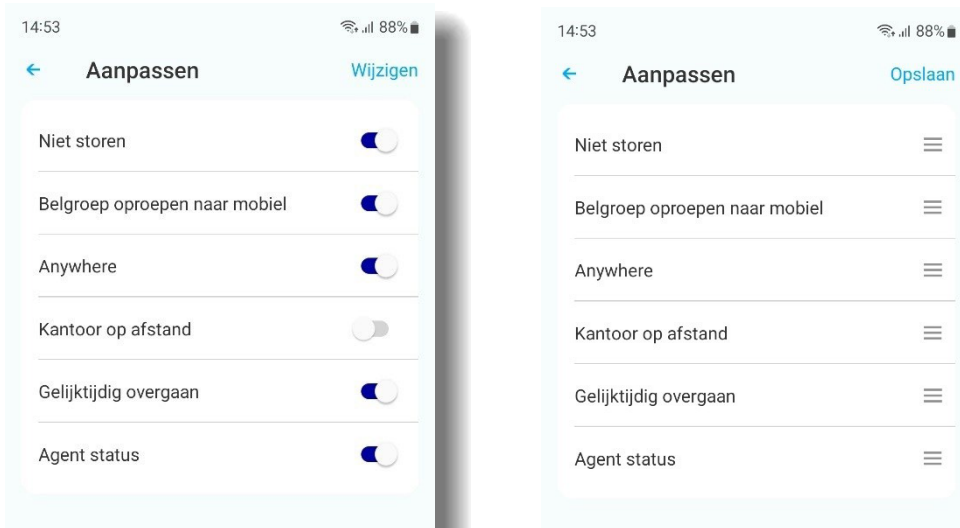 14:53 88%
Aanpassen Wijzigen
Niet storen
Belgroep oproepen naar mobiel
Anywhere
Kantoor op afstand
Gelijktijdig overgaan
Agent status
14:53 88%
Aanpassen Opslaan
Niet storen
Belgroep oproepen naar mobiel
Anywhere
Kantoor op afstand
Gelijktijdig overgaan
Agent status